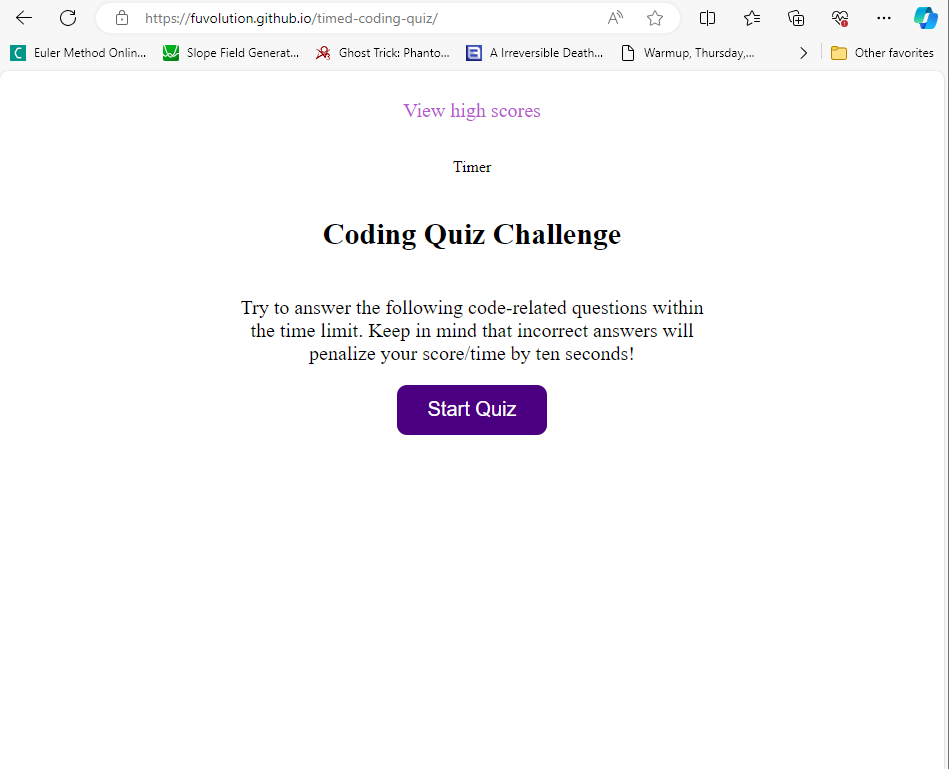 https://fuvolution.github.io/timed-coding-quiz/
Euler Method Onlin... Slope Field Generat... Ghost Trick: Phanto... A Irreversible Death... Warmup, Thursday,... Other favorites
View high scores
Timer
Coding Quiz Challenge
Try to answer the following code-related questions within
the time limit. Keep in mind that incorrect answers will
penalize your score/time by ten seconds!
Start Quiz